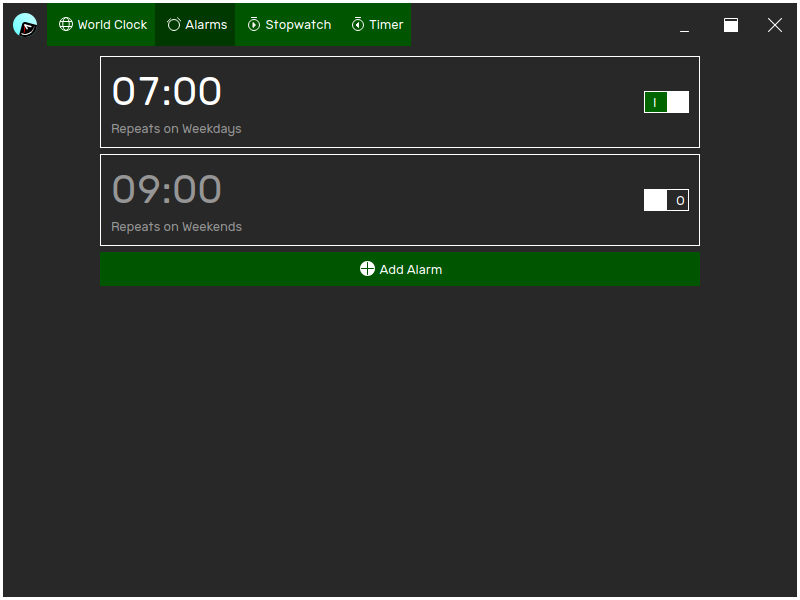 World Clock Alarms Stopwatch Timer
07:00
Repeats on Weekdays
I
09:00
Repeats on Weekends
O
Add Alarm